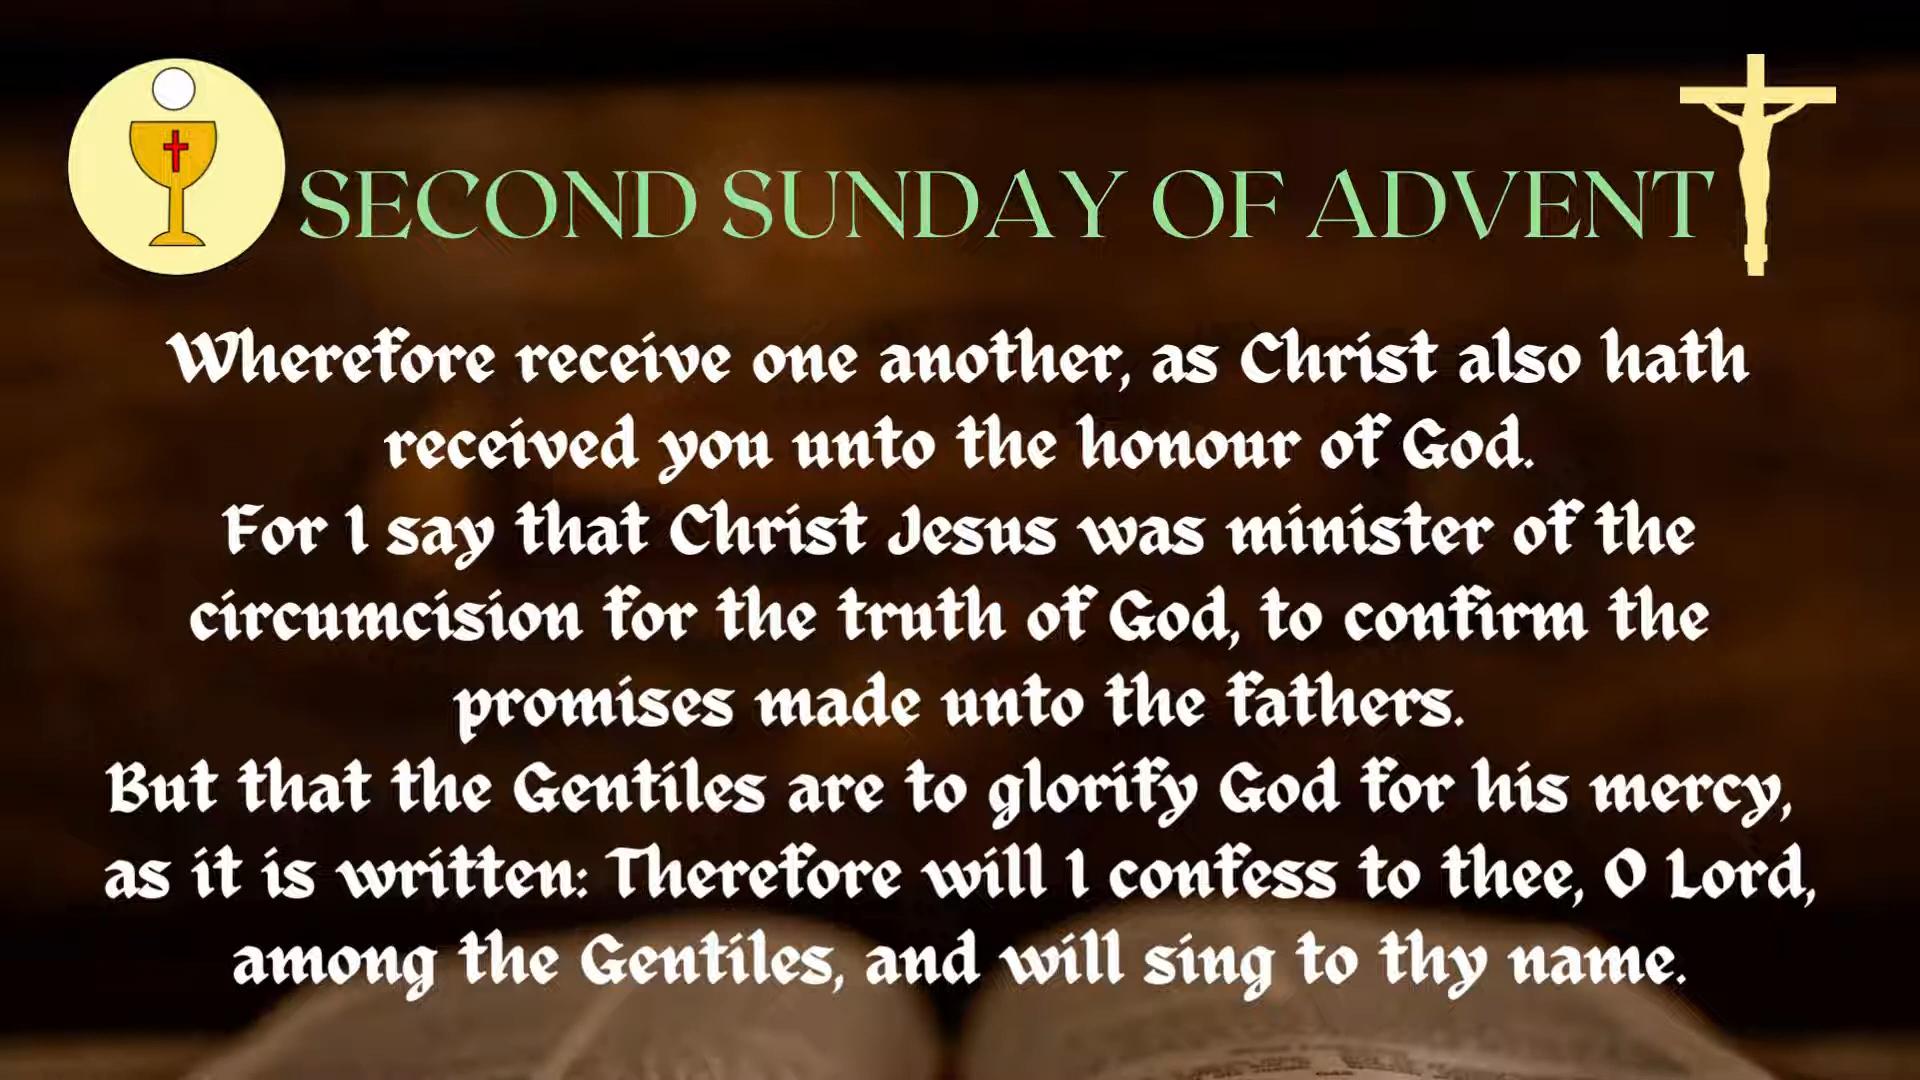 SECOND SUNDAY OF ADVENT
Wherefore receive one another, as Christ also hath
received you unto the honour of God.
For I say that Christ Jesus was minister of the
circumcision for the truth of God, to confirm the
promises made unto the fathers.
But that the Gentiles are to glorify God for his mercy,
as it is written: Therefore will I confess to thee, O Lord,
among the Gentiles, and will sing to thy name.